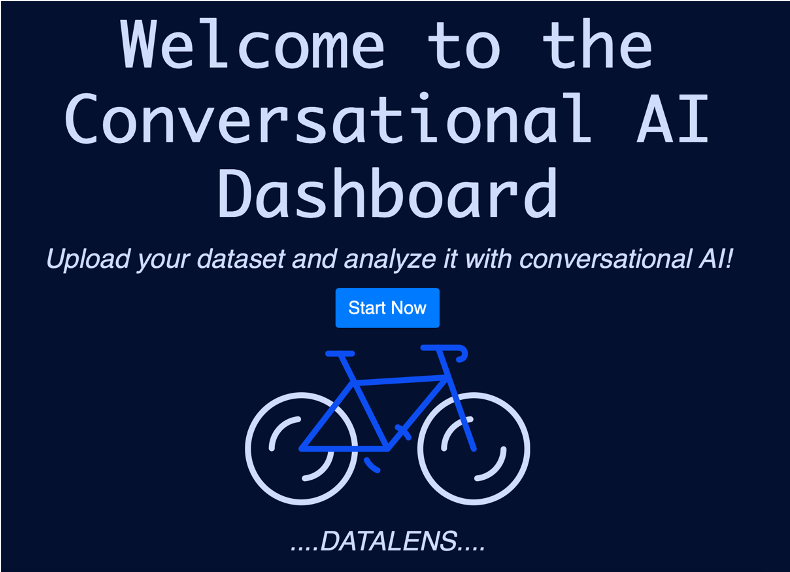 Welcome to the
Conversational AI
Dashboard
Upload your dataset and analyze it with conversational AI!
Start Now
....DATALENS....